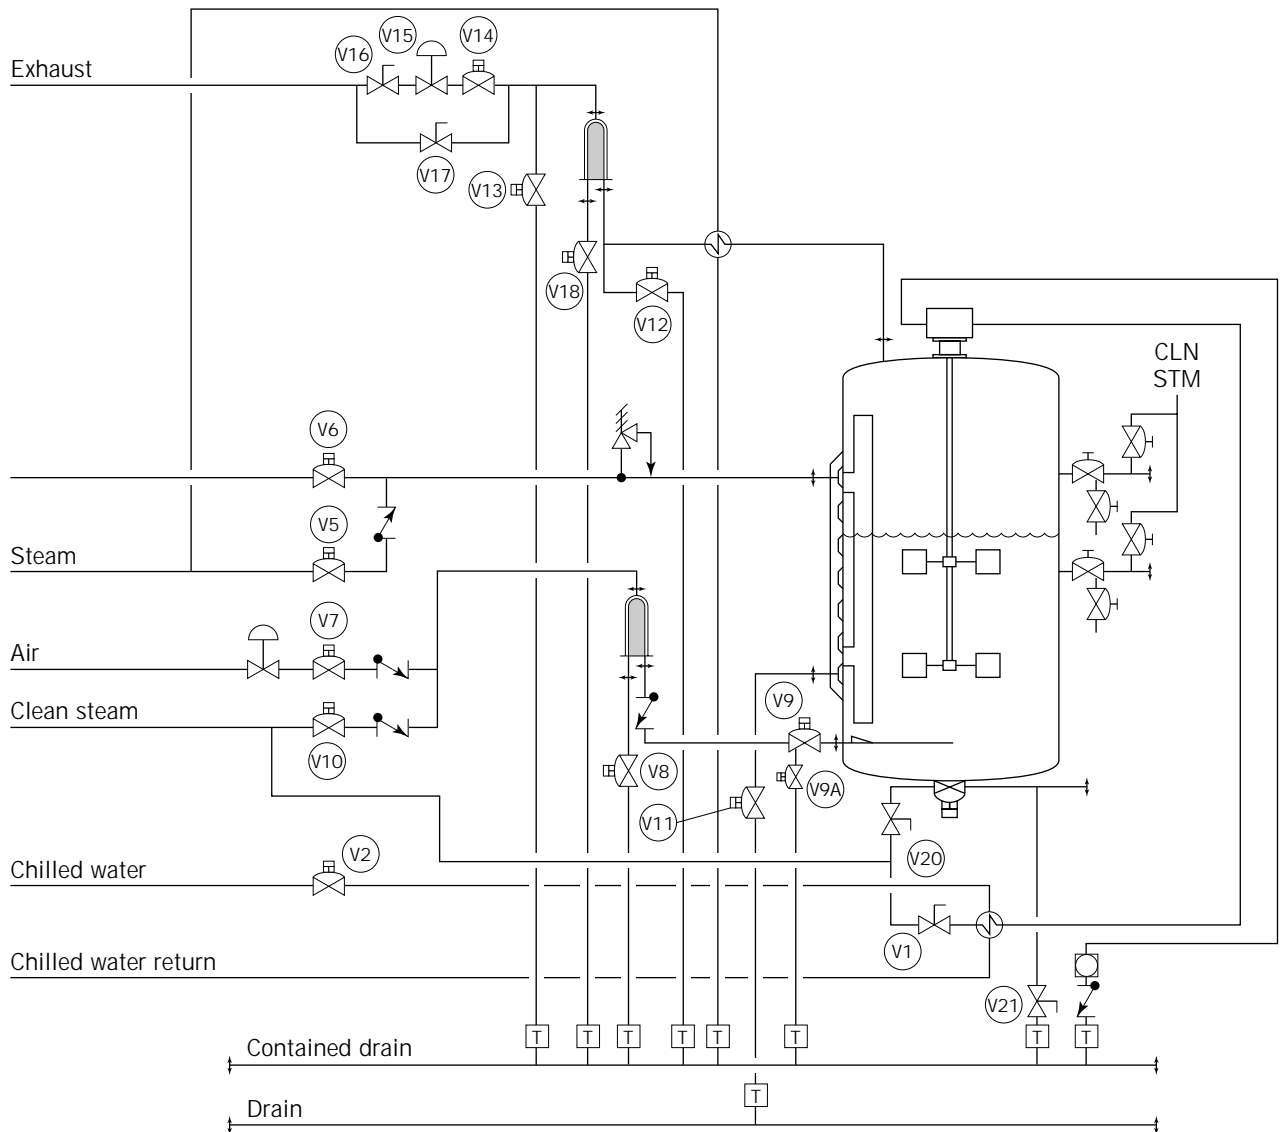 V15
V14
V16
Exhaust
V17
V13
V18
V12
CLN
STM
V6
V5
Steam
V7
Air
V9
Clean steam
V10
V8
V9A
V11
V2
V20
Chilled water
V1
Chilled water return
V21
T
T
T
T
T
T
T
T
Contained drain
T
Drain